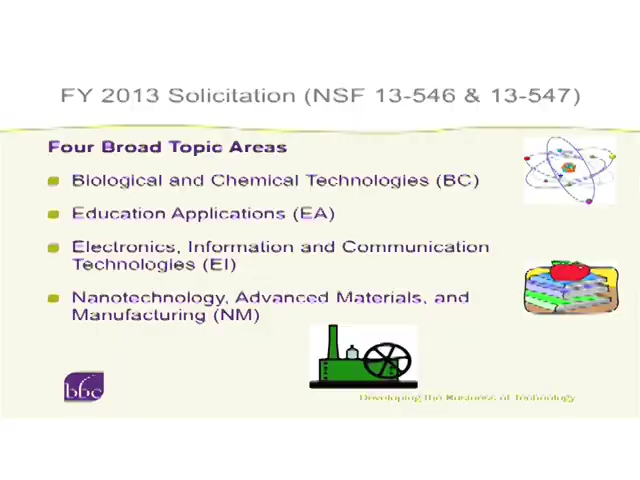 FY 2013 Solicitation (NSF 13-546 & 13-547)
Four Broad Topic Areas
Biological and Chemical Technologies (BC)
Education Applications (EA)
Electronics, Information and Communication
Technologies (EI)
Nanotechnology, Advanced Materials, and
Manufacturing (NM)
bbc
Developing the Business of Technology